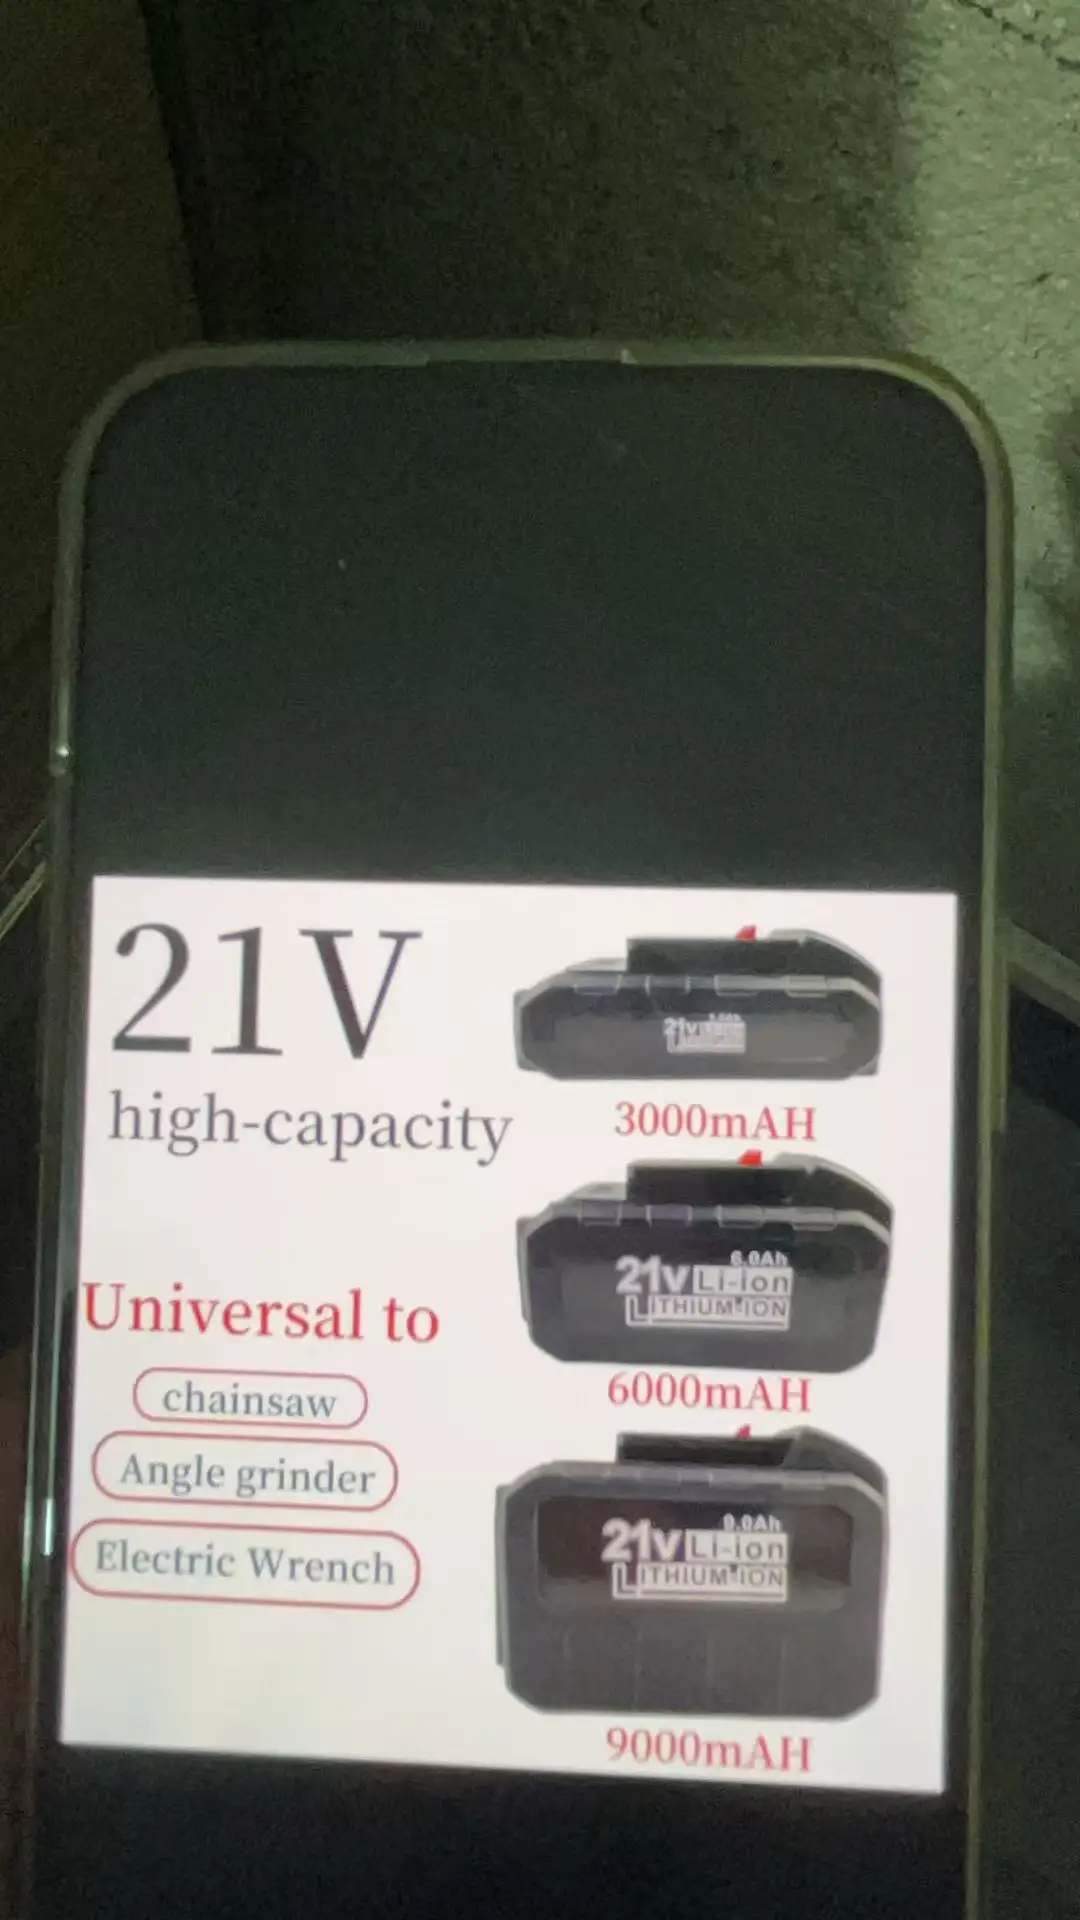 21V
high-capacity
Universal to
chainsaw
Angle grinder
Electric Wrench
21v
3000mAH
6.0Ah
21v Li-ion
LITHIUM-ION
6000mAH
9.0Ah
21v Li-ion
LITHIUM-ION
9000mAH